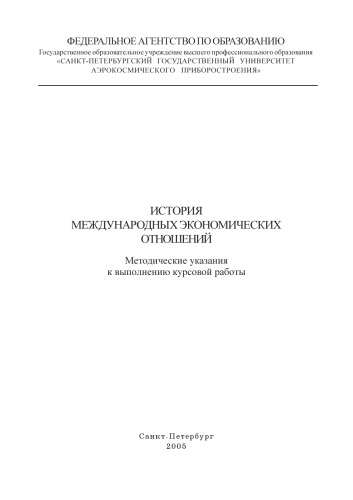 ФЕДЕРАЛЬНОЕ АГЕНТСТВО ПО ОБРАЗОВАНИЮ
Государственное образовательное учреждение высшего профессионального образования
«САНКТ-ПЕТЕРБУРГСКИЙ ГОСУДАРСТВЕННЫЙ УНИВЕРСИТЕТ
АЭРОКОСМИЧЕСКОГО ПРИБОРОСТРОЕНИЯ»
ИСТОРИЯ
МЕЖДУНАРОДНЫХ ЭКОНОМИЧЕСКИХ
ОТНОШЕНИЙ
Методические указания
к выполнению курсовой работы
Санкт-Петербург
2005